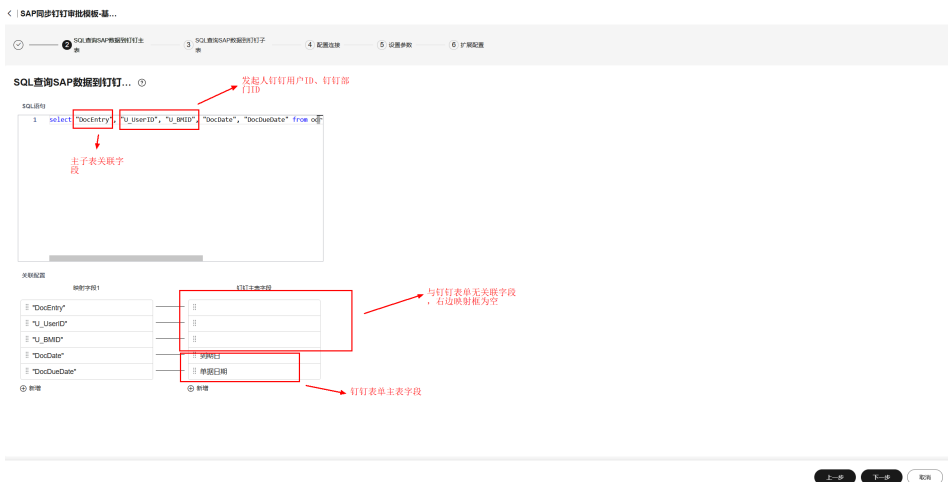 SAP同步钉钉审批模板-基...
2 SQL查询SAP数据到钉钉主表
3 SQL查询SAP数据到钉钉子表
4 配置连接
5 设置参数
6 扩展配置
SQL查询SAP数据到钉钉...
发起人钉钉用户ID、钉钉部
门ID
SQL语句
1 select "DocEntry", "U_UserID", "U_BMID", "DocDate", "DocDueDate" from
主子表关联字
段
关联配置
映射字段1
钉钉主表字段
"DocEntry"
"U_UserID"
"U_BMID"
"DocDate"
到期日
"DocDueDate"
单据日期
与钉钉表单无关联字段
，右边映射框为空
新增
新增
钉钉表单主表字段
上一步
下一步
取消